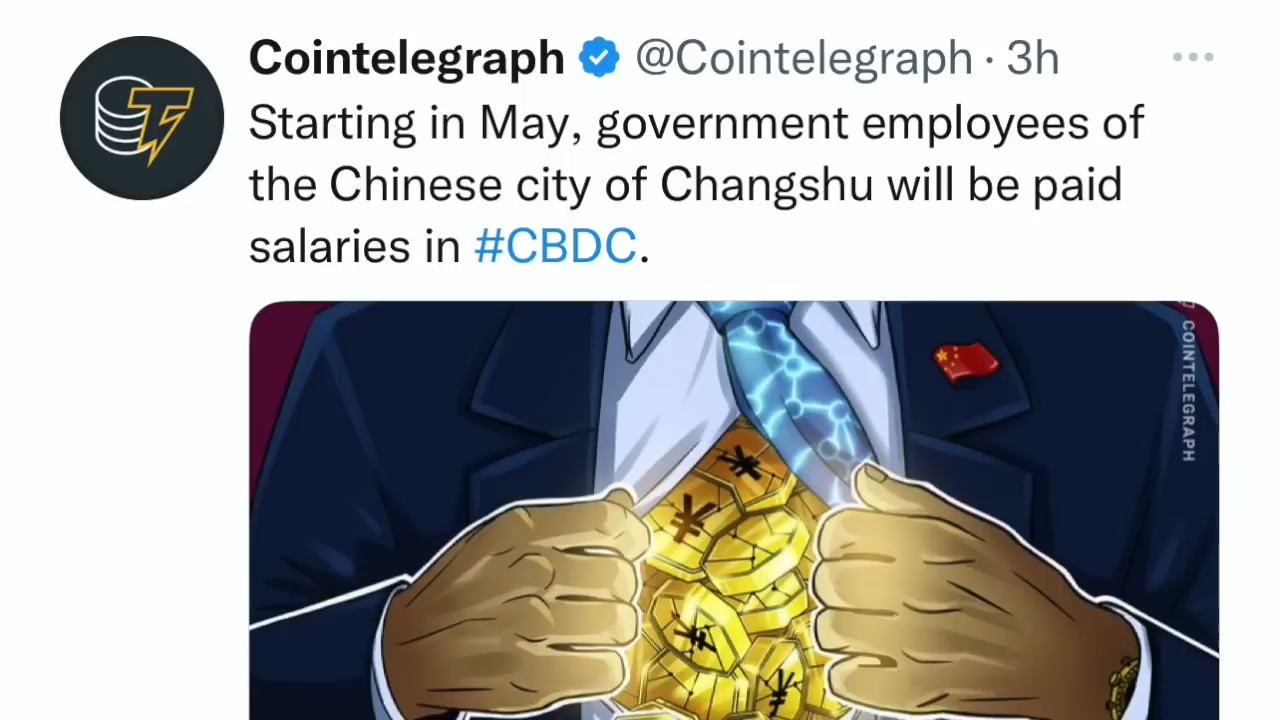 Cointelegraph @Cointelegraph · 3h
Starting in May, government employees of
the Chinese city of Changshu will be paid
salaries in #CBDC.
COINTELEGRAPH
¥
¥
¥
¥